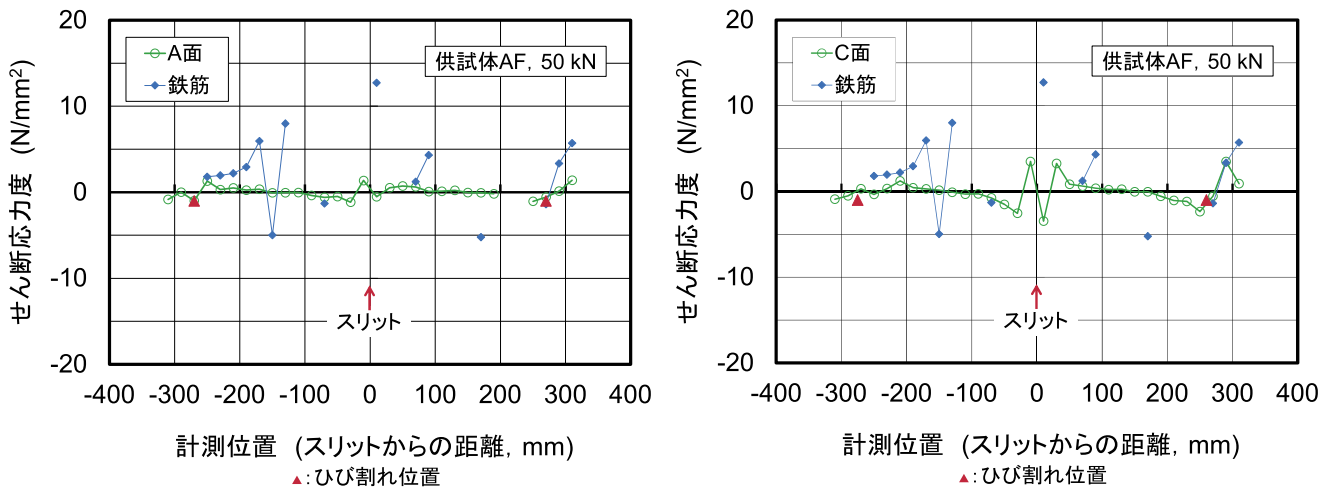 せん断応力度 (N/mm²)
20
10
0
-10
-20
A面
鉄筋
供試体AF, 50 kN
スリット
-400 -300 -200 -100 0 100 200 300 400
計測位置 (スリットからの距離, mm)
▲:ひび割れ位置
せん断応力度 (N/mm²)
20
10
0
-10
-20
C面
鉄筋
供試体AF, 50 kN
スリット
-400 -300 -200 -100 0 100 200 300 400
計測位置 (スリットからの距離, mm)
▲:ひび割れ位置